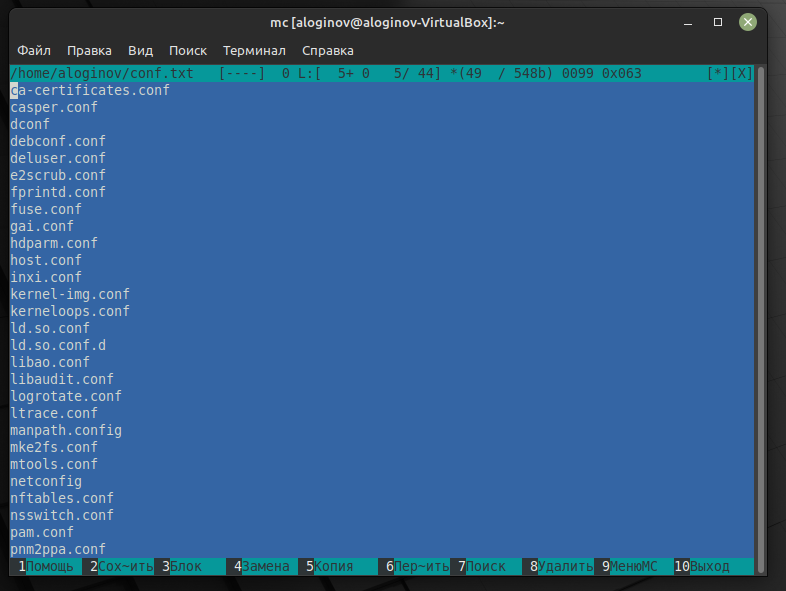 mc [aloginov@aloginov-VirtualBox]:~
Файл Правка Вид Поиск Терминал Справка
/home/aloginov/conf.txt [----] 0 L:[ 5+ 0 5/ 44] *(49 / 548b) 0099 0x063 [*][X]
ca-certificates.conf
casper.conf
dconf
debconf.conf
deluser.conf
e2scrub.conf
fprintd.conf
fuse.conf
gai.conf
hdparm.conf
host.conf
inxi.conf
kernel-img.conf
kerneloops.conf
ld.so.conf
ld.so.conf.d
libao.conf
libaudit.conf
logrotate.conf
ltrace.conf
manpath.config
mke2fs.conf
mtools.conf
netconfig
nftables.conf
nsswitch.conf
pam.conf
pnm2ppa.conf
1Помощь 2Сох~ить 3Блок 4Замена 5Копия 6Пер~ить 7Поиск 8Удалить 9МенюMC 10Выход